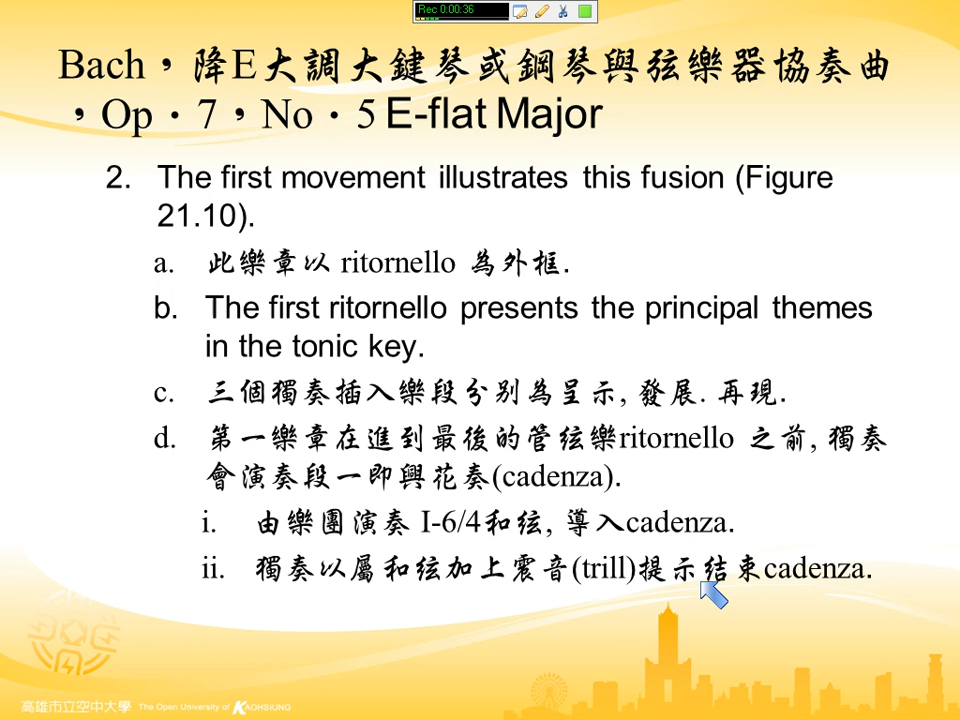 Rec 0:00:36
Bach，降E大調大鍵琴或鋼琴與弦樂器協奏曲
，Op．7，No．5 E-flat Major
2. The first movement illustrates this fusion (Figure
21.10).
a. 此樂章以 ritornello 為外框.
b. The first ritornello presents the principal themes
in the tonic key.
c. 三個獨奏插入樂段分別為呈示, 發展. 再現.
d. 第一樂章在進到最後的管弦樂ritornello 之前, 獨奏
會演奏段一即興花奏(cadenza).
i. 由樂團演奏 I-6/4和弦, 導入cadenza.
ii. 獨奏以屬和弦加上震音(trill)提示結束cadenza.
高雄市立空中大學 The Open University of KAOHSIUNG